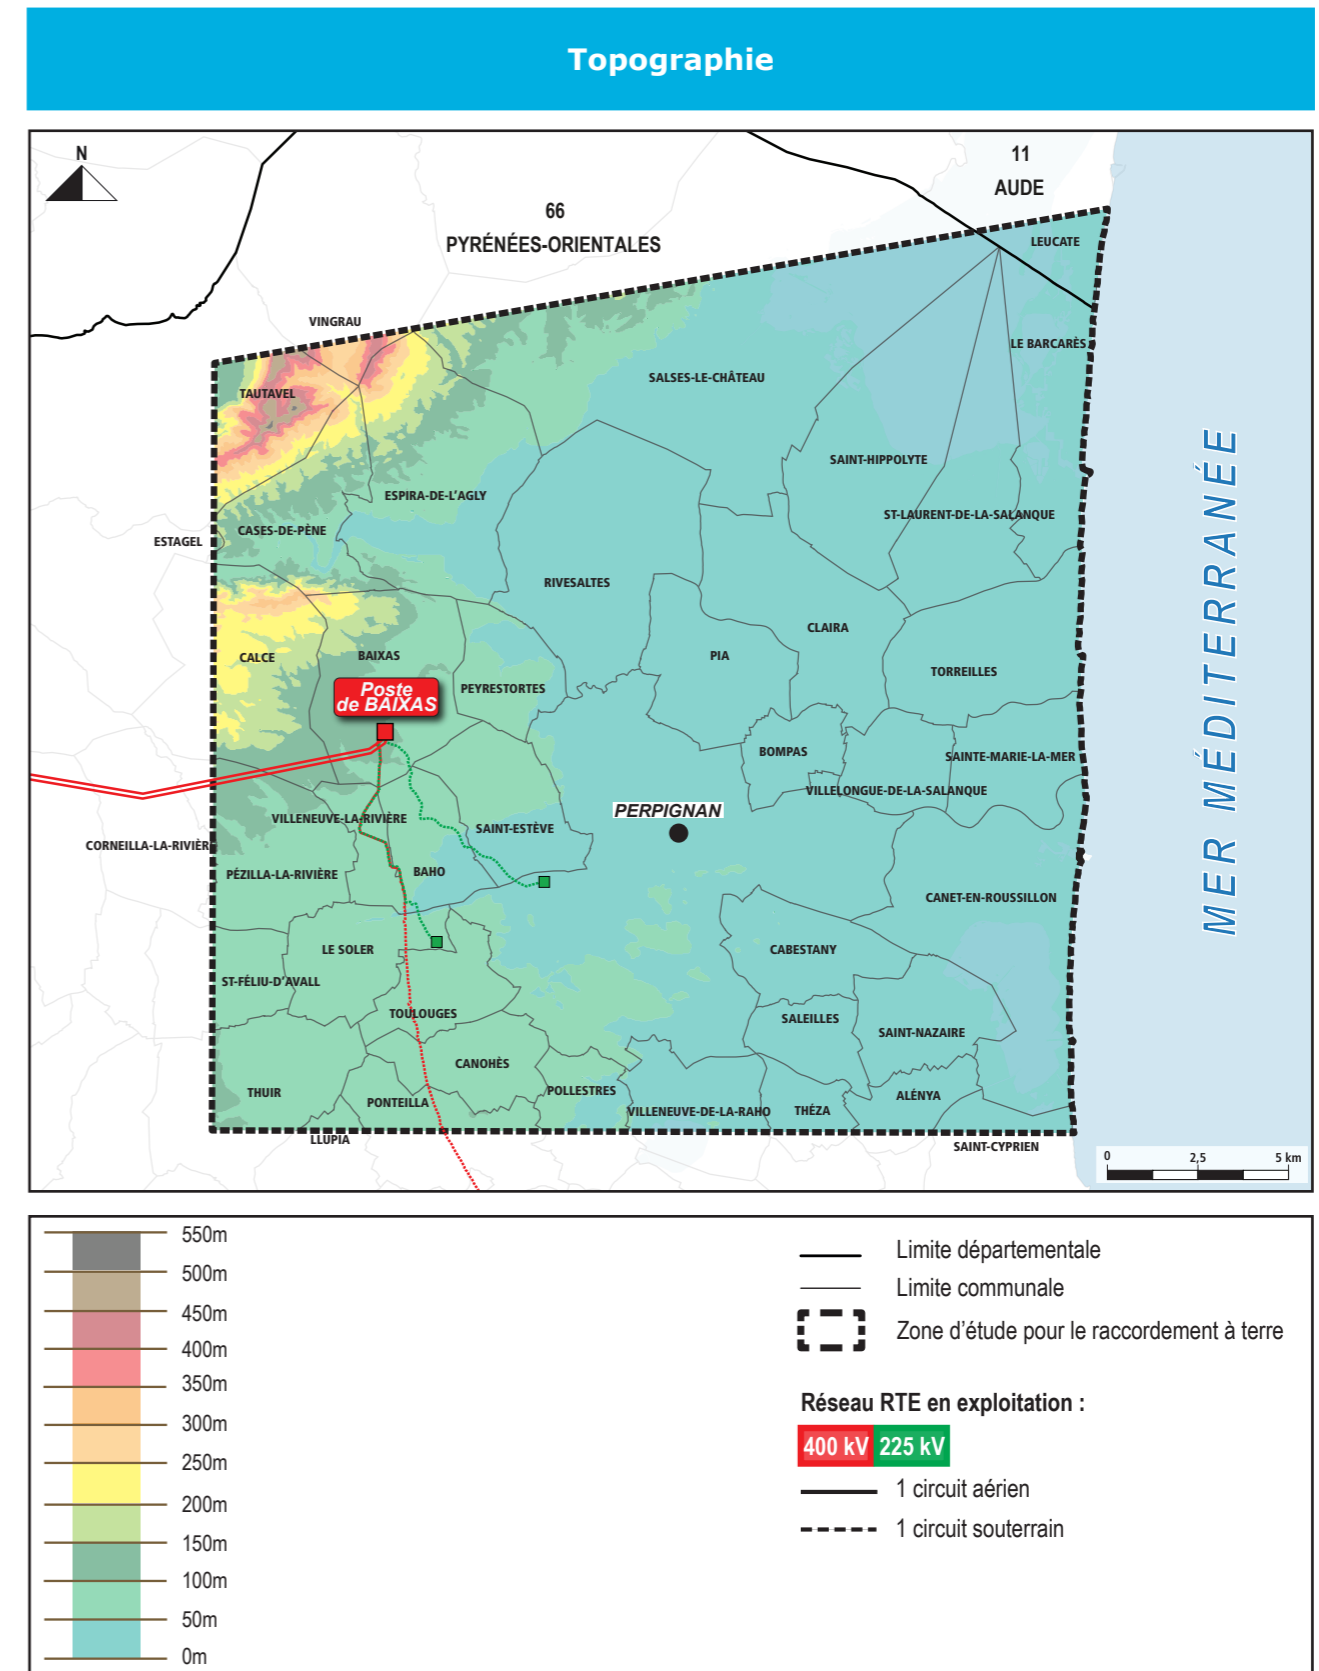 Topographie
N
11
AUDE
66
PYRÉNÉES-ORIENTALES
LEUCATE
VINGRAU
LE BARCARÈS
SALSES-LE-CHÂTEAU
TAUTAVEL
SAINT-HIPPOLYTE
ESPIRA-DE-L'AGLY
ST-LAURENT-DE-LA-SALANQUE
CASES-DE-PÈNE
ESTAGEL
RIVESALTES
CLAIRA
CALCE
BAIXAS
PIA
TORREILLES
PEYRESTORTES
Poste
de BAIXAS
BOMPAS
SAINTE-MARIE-LA-MER
VILLELONGUE-DE-LA-SALANQUE
MER MÉDITERRANÉE
PERPIGNAN
VILLENEUVE-LA-RIVIÈRE
SAINT-ESTÈVE
CORNEILLA-LA-RIVIÈR
PÉZILLA-LA-RIVIÈRE
BAHO
CANET-EN-ROUSSILLON
LE SOLER
CABESTANY
ST-FÉLIU-D'AVALL
TOULOUGES
SALEILLES
SAINT-NAZAIRE
CANOHÈS
THUIR
PONTEILLA
POLLESTRES
ALÉNYA
VILLENEUVE-DE-LA-RAHO
THÉZA
LLUPIA
SAINT-CYPRIEN
0 2,5 5 km
550m
500m
450m
400m
350m
300m
250m
200m
150m
100m
50m
0m
Limite départementale
Limite communale
Zone d'étude pour le raccordement à terre
Réseau RTE en exploitation :
400 kV 225 kV
1 circuit aérien
1 circuit souterrain